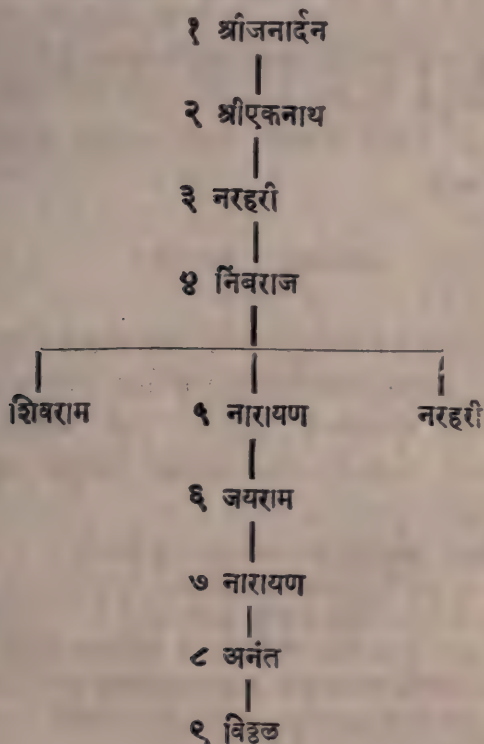 १ श्रीजनार्दन
२ श्रीएकनाथ
३ नरहरी
४ निंबराज
शिवराम ५ नारायण नरहरी
६ जयराम
७ नारायण
८ अनंत
९ विठ्ठल